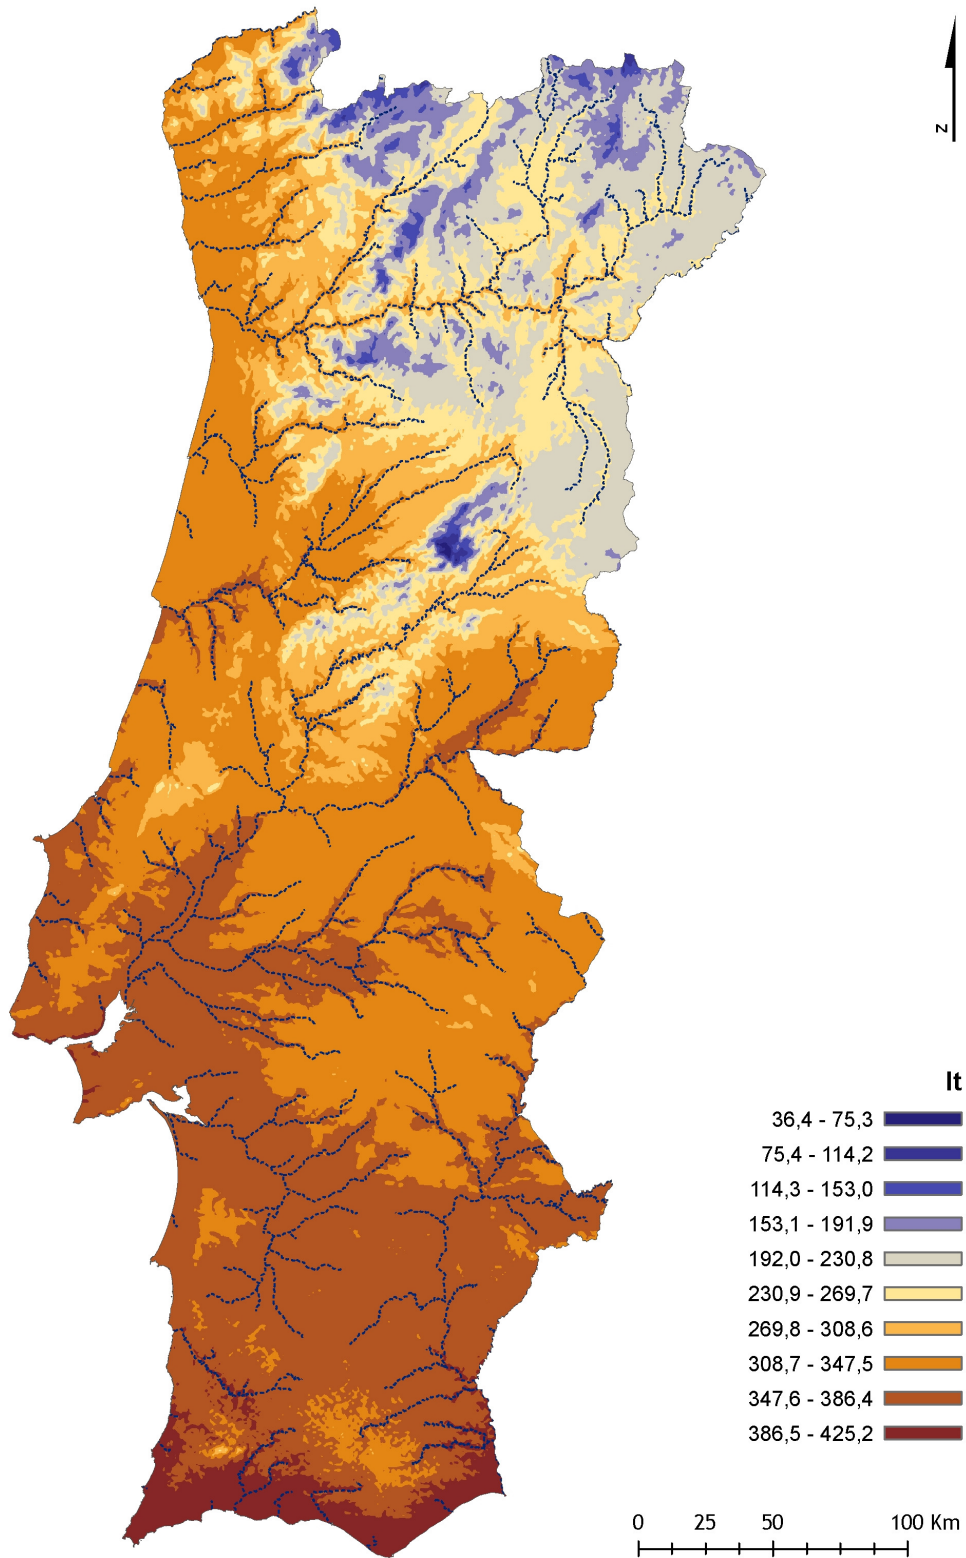 z
It
36,4 - 75,3
75,4 - 114,2
114,3 - 153,0
153,1 - 191,9
192,0 - 230,8
230,9 - 269,7
269,8 - 308,6
308,7 - 347,5
347,6 - 386,4
386,5 - 425,2
0 25 50 100 Km